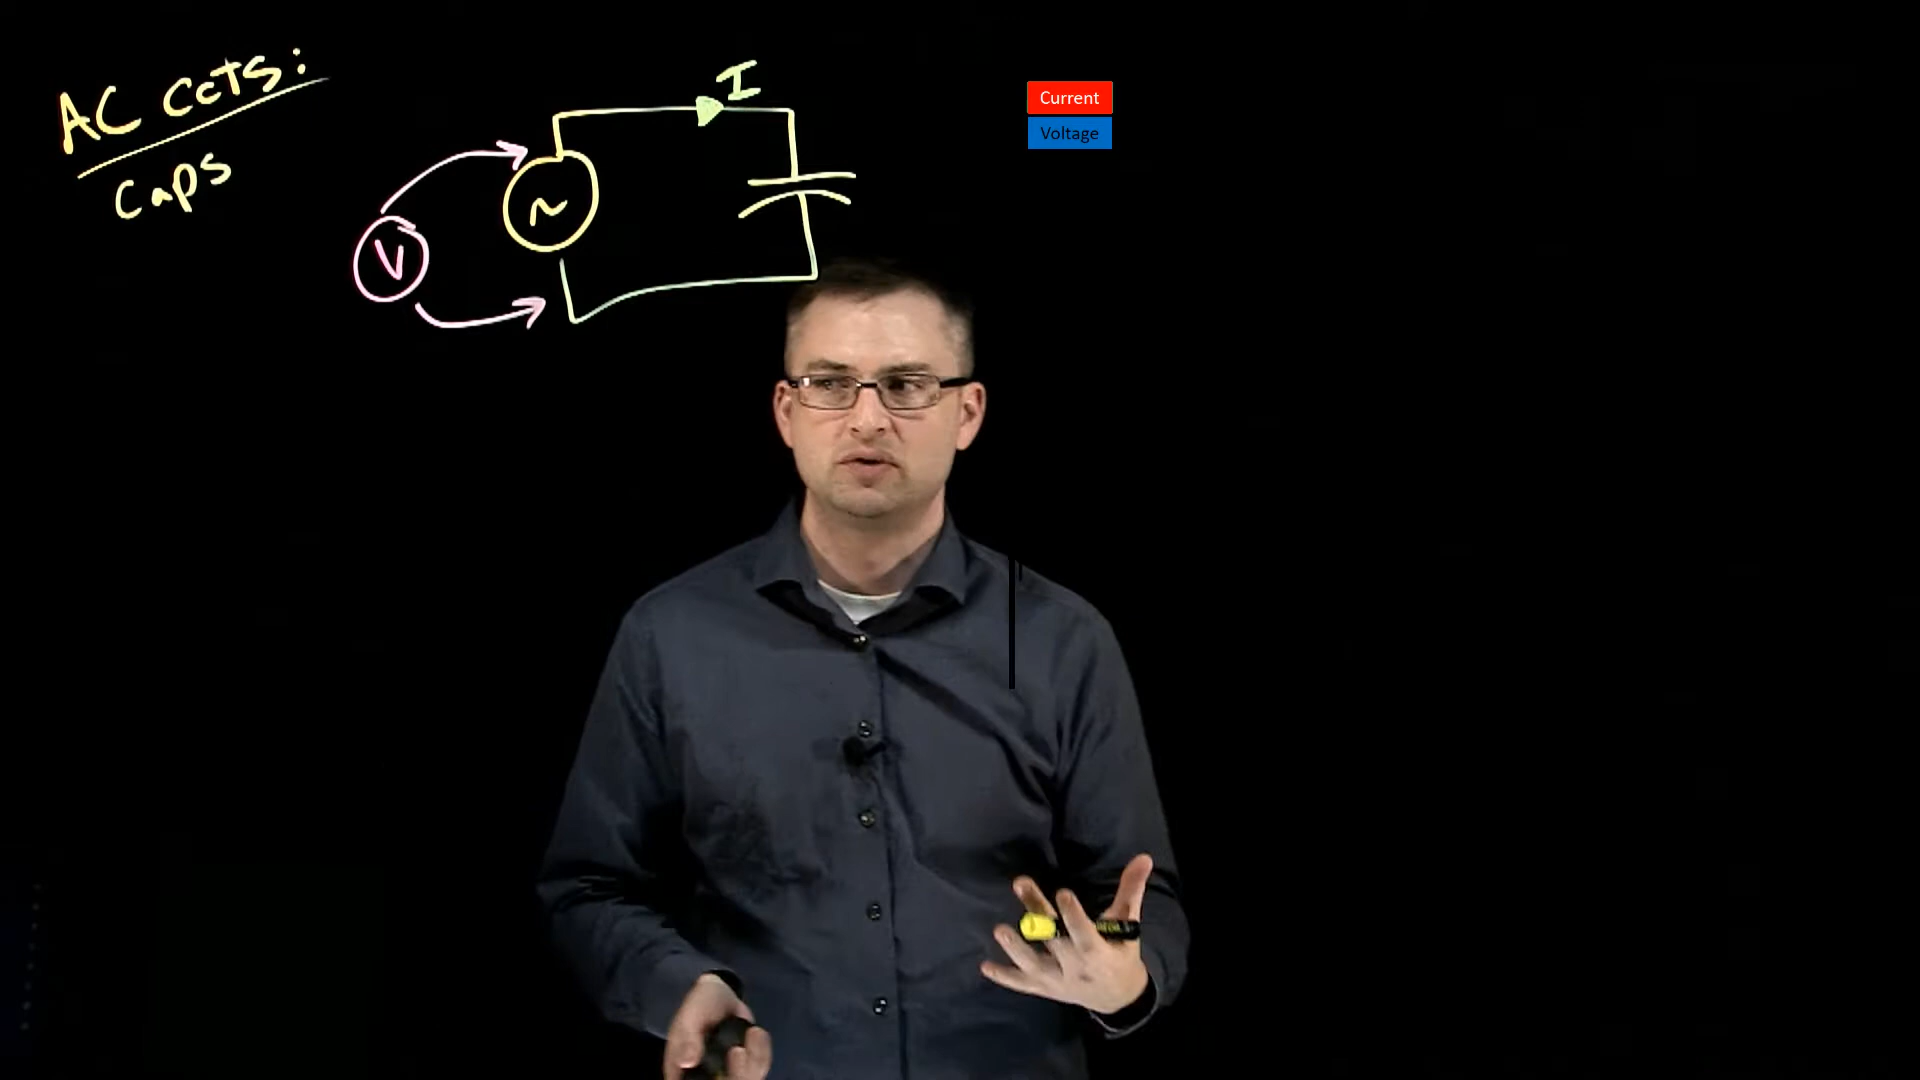 AC CCTS:
Caps
I
V
~
Current
Voltage